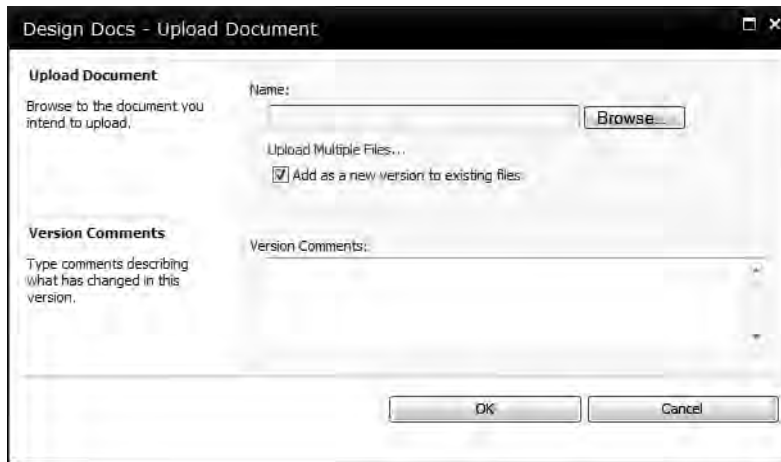 Design Docs - Upload Document
Upload Document
Browse to the document you
intend to upload.
Name:
Browse...
Upload Multiple Files...
Add as a new version to existing files
Version Comments
Type comments describing
what has changed in this
version.
Version Comments:
OK
Cancel